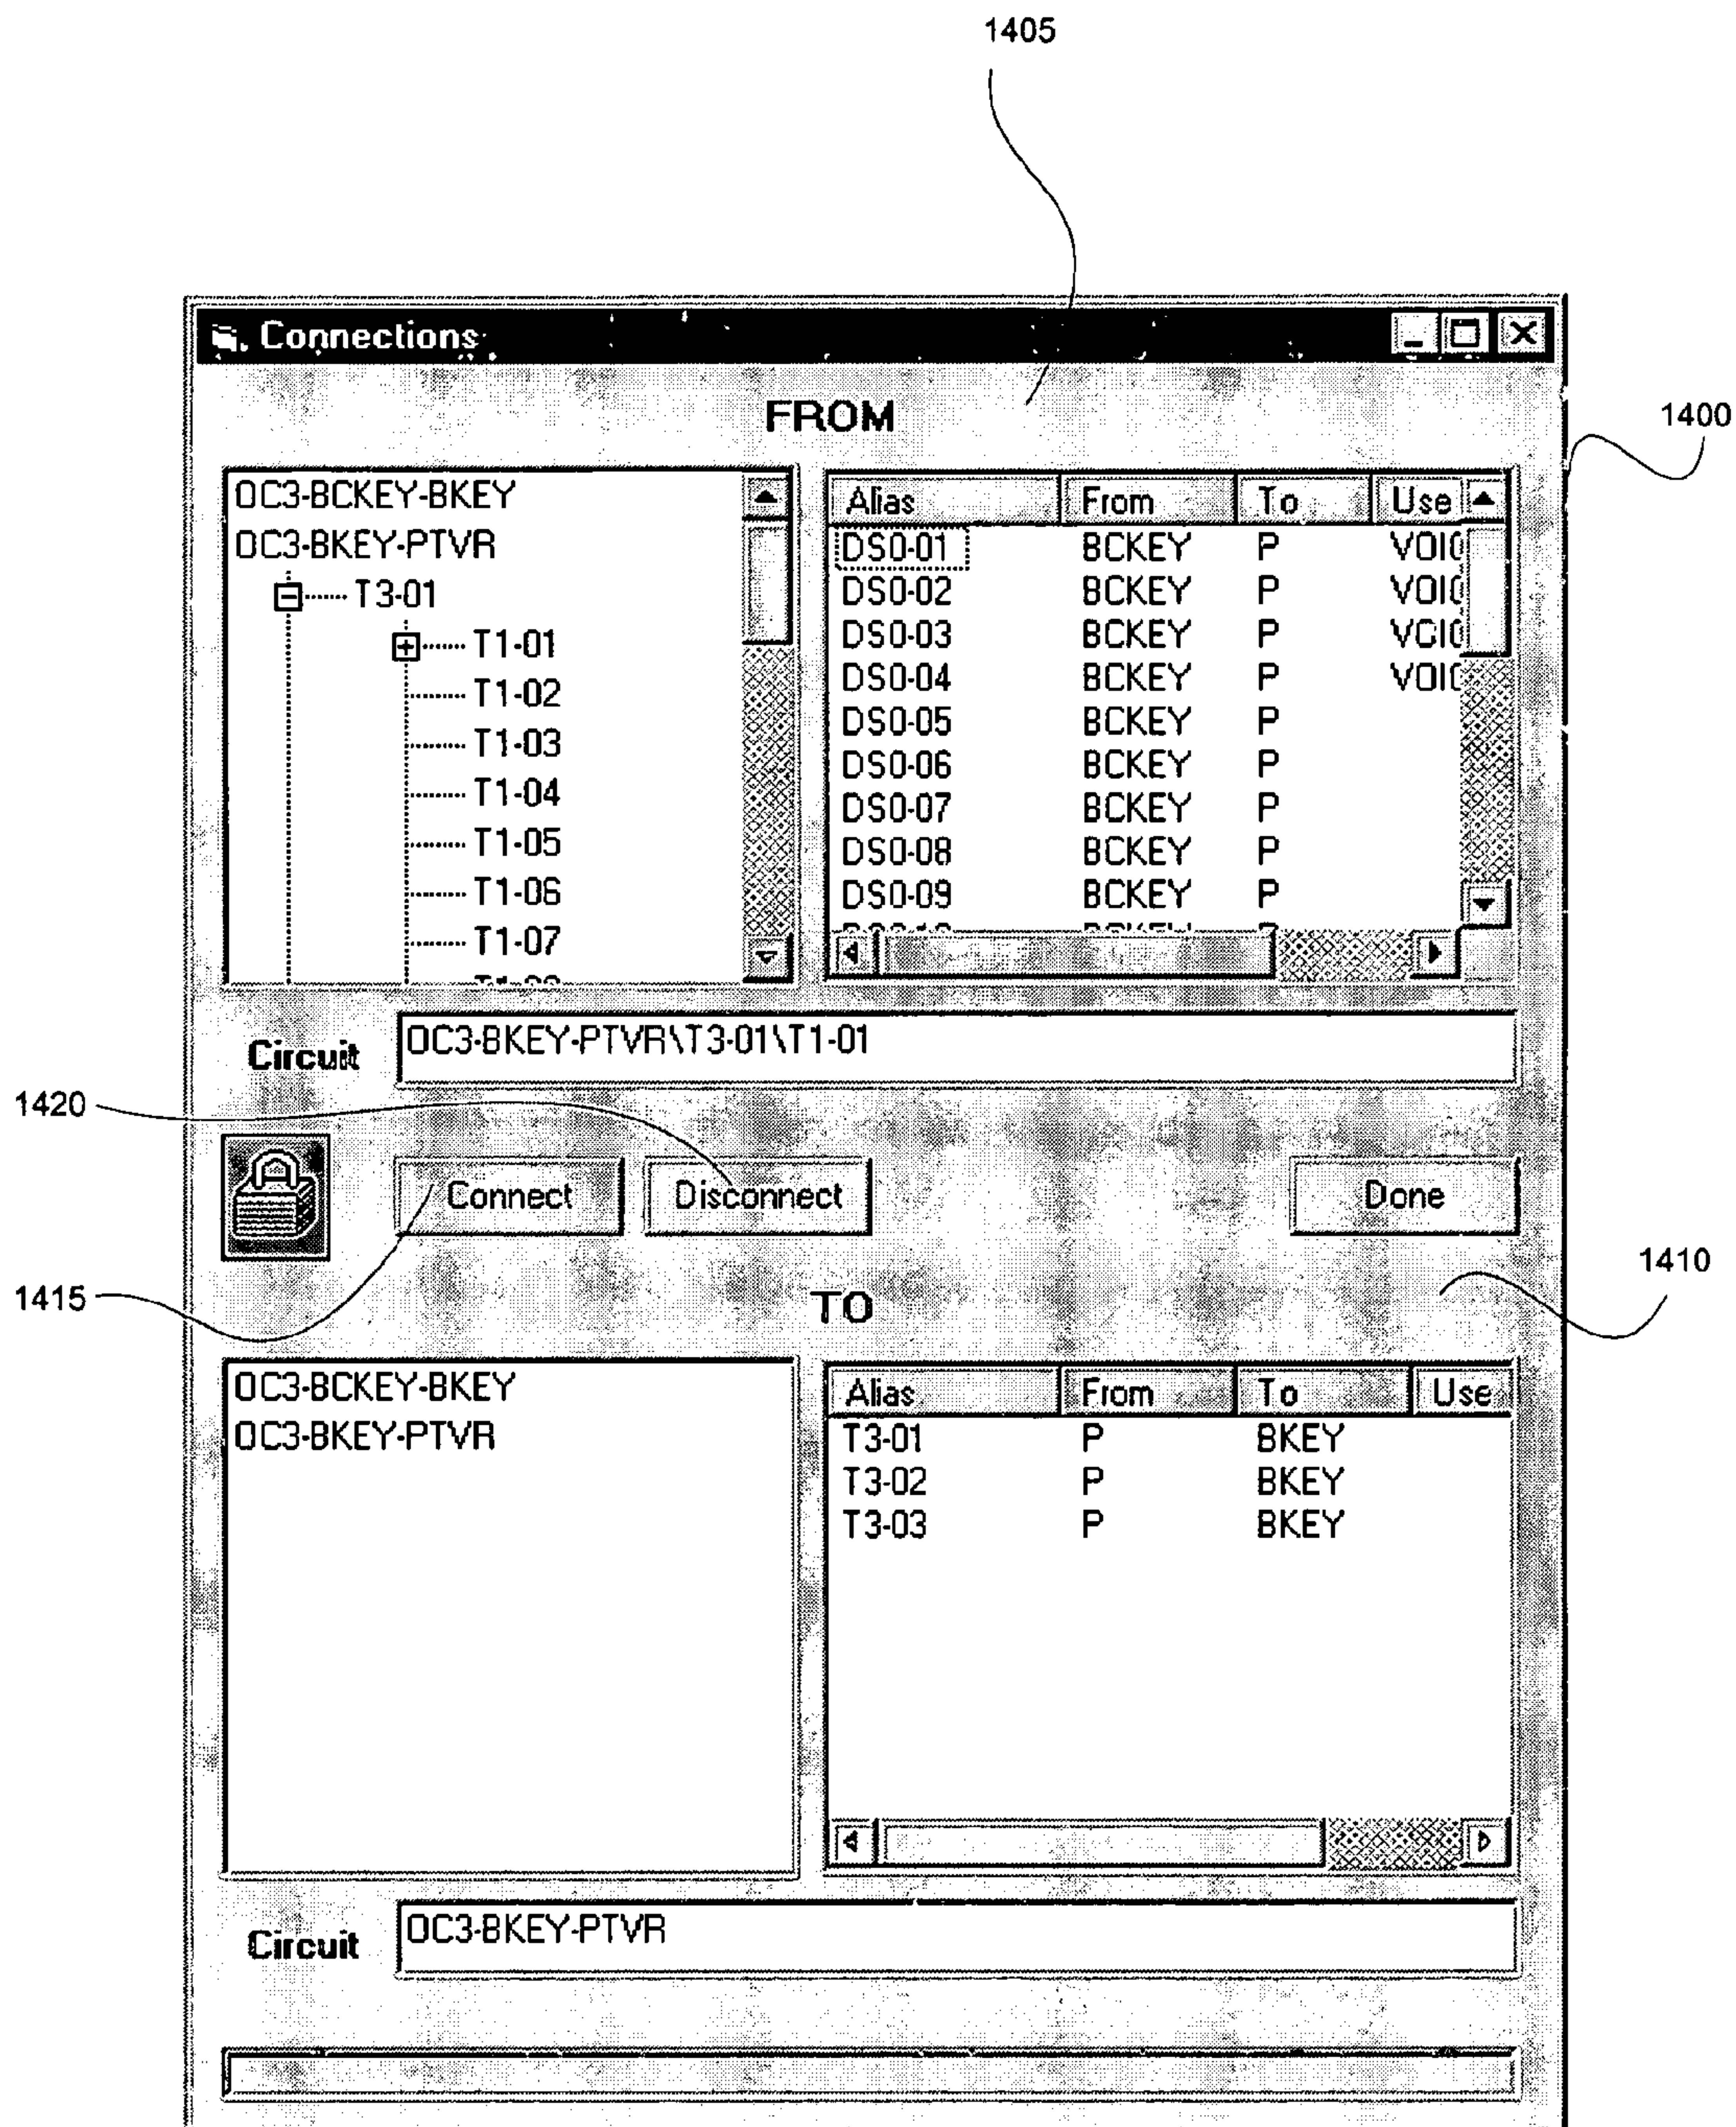 1405
Connections
FROM
1400
OC3-BCKEY-BKEY
OC3-BKEY-PTVR
T3-01
T1-01
T1-02
T1-03
T1-04
T1-05
T1-06
T1-07
Alias From To Use
DS0-01 BCKEY P VOIC
DS0-02 BCKEY P VOIC
DS0-03 BCKEY P VOIC
DS0-04 BCKEY P VOIC
DS0-05 BCKEY P
DS0-06 BCKEY P
DS0-07 BCKEY P
DS0-08 BCKEY P
DS0-09 BCKEY P
Circuit OC3-BKEY-PTVR\T3-01\T1-01
1420
Connect Disconnect Done
1415
1410
TO
OC3-BCKEY-BKEY
OC3-BKEY-PTVR
Alias From To Use
T3-01 P BKEY
T3-02 P BKEY
T3-03 P BKEY
Circuit OC3-BKEY-PTVR